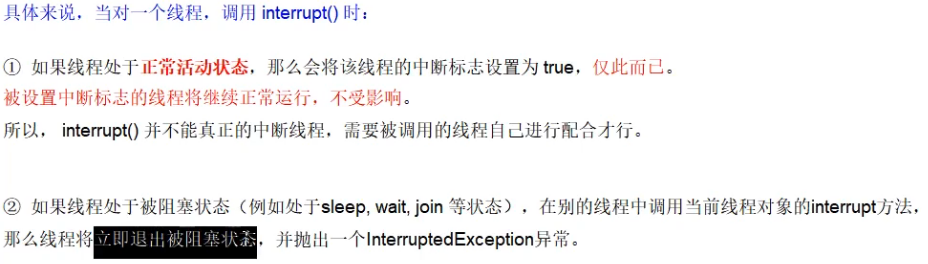 具体来说，当对一个线程，调用 interrupt() 时：
① 如果线程处于正常活动状态，那么会将该线程的中断标志设置为 true，仅此而已。
被设置中断标志的线程将继续正常运行，不受影响。
所以， interrupt() 并不能真正的中断线程，需要被调用的线程自己进行配合才行。
② 如果线程处于被阻塞状态（例如处于sleep, wait, join 等状态），在别的线程中调用当前线程对象的interrupt方法，
那么线程将立即退出被阻塞状态，并抛出一个InterruptedException异常。